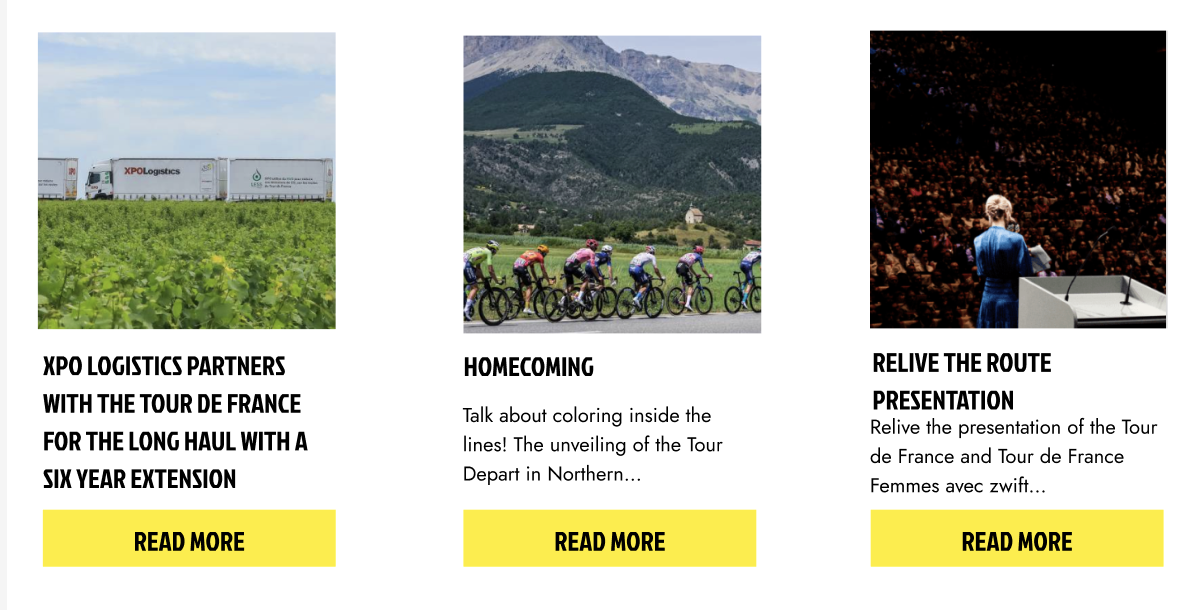 XPOLogistics
XPO LOGISTICS PARTNERS
WITH THE TOUR DE FRANCE
FOR THE LONG HAUL WITH A
SIX YEAR EXTENSION
READ MORE
HOMECOMING
Talk about coloring inside the
lines! The unveiling of the Tour
Depart in Northern...
READ MORE
RELIVE THE ROUTE
PRESENTATION
Relive the presentation of the Tour
de France and Tour de France
Femmes avec zwift...
READ MORE